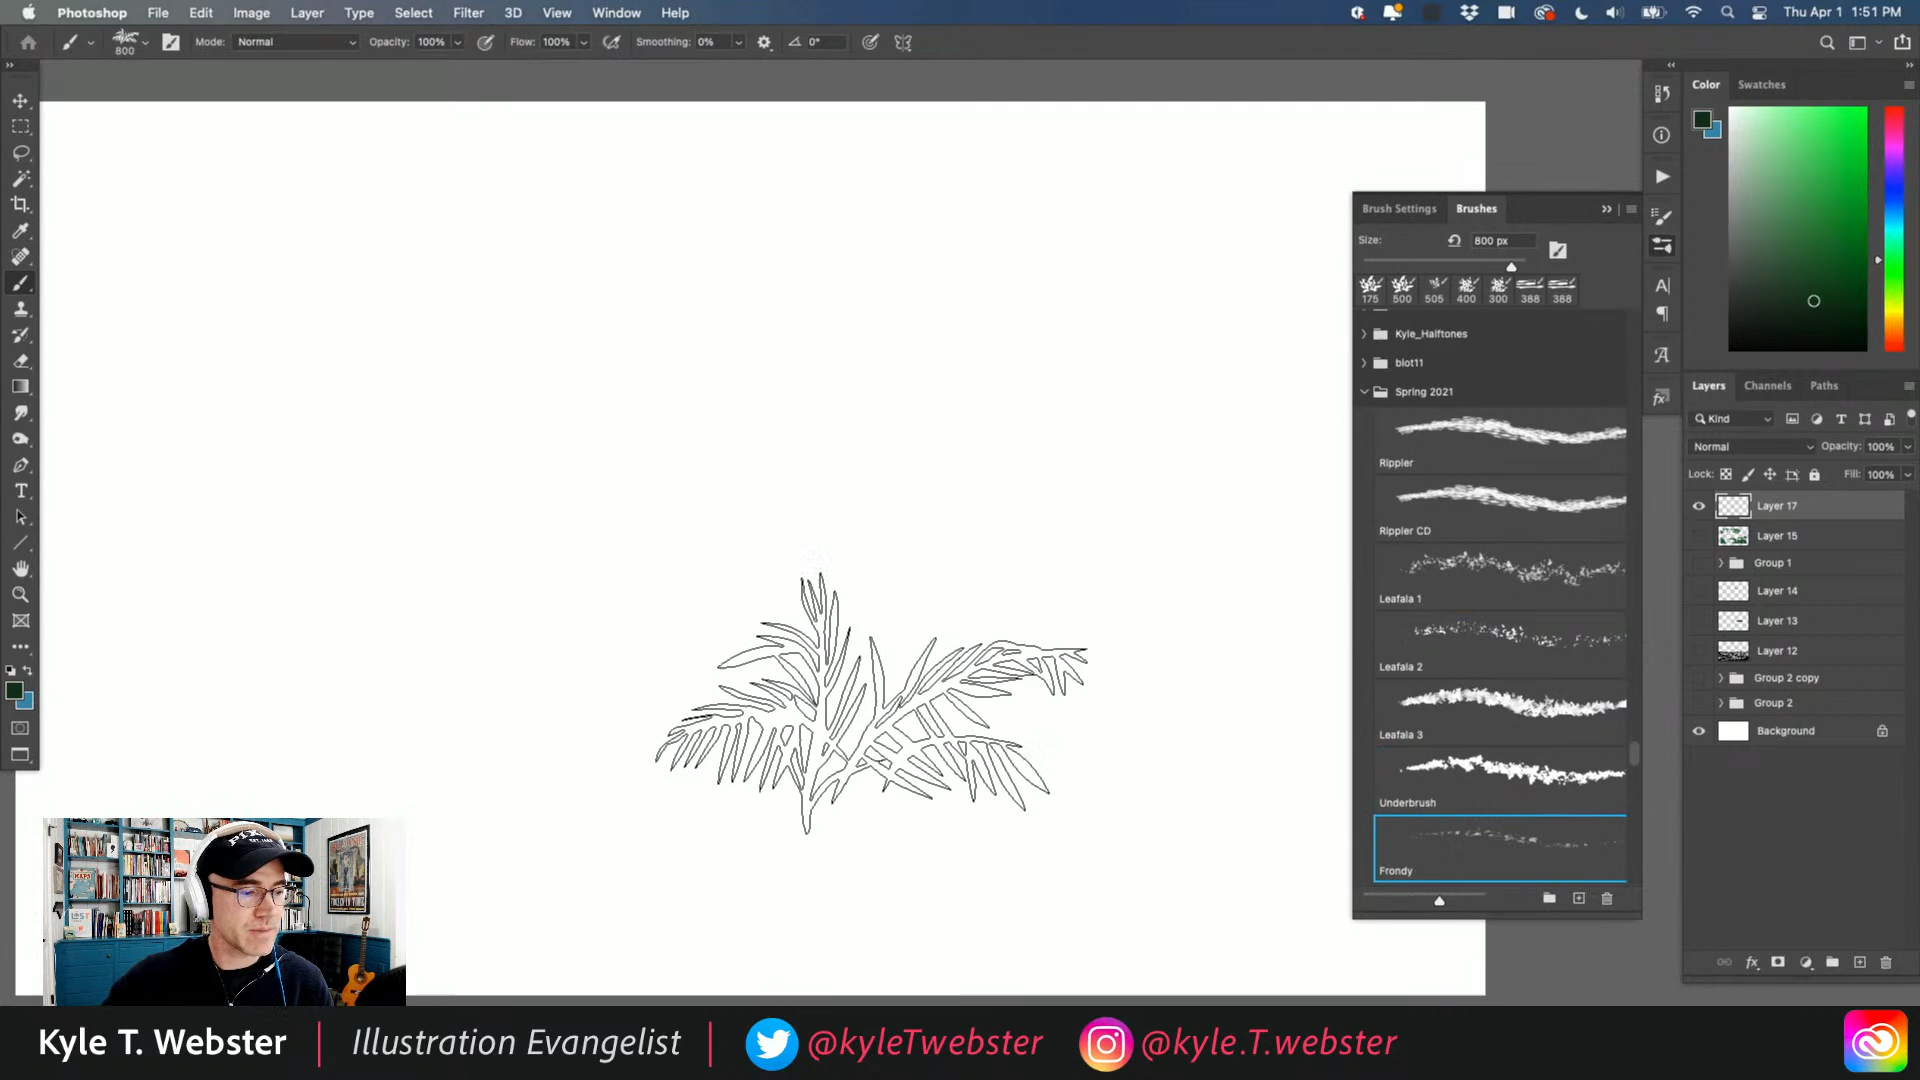 Photoshop File Edit Image Layer Type Select Filter 3D View Window Help Thu Apr 1 1:51 PM
800 Mode: Normal Opacity: 100% Flow: 100% Smoothing: 0% 0°
Color Swatches
Brush Settings Brushes
Size: 800 px
175 500 505 400 300 388 388
Kyle_Halftones
blot11
Spring 2021
Rippler
Rippler CD
Leafala 1
Leafala 2
Leafala 3
Underbrush
Frondy
Layers Channels Paths
Kind
Normal Opacity: 100%
Lock: Fill: 100%
Layer 17
Layer 15
Group 1
Layer 14
Layer 13
Layer 12
Group 2 copy
Group 2
Background
Kyle T. Webster | Illustration Evangelist | @kyleTwebster @kyle.T.webster